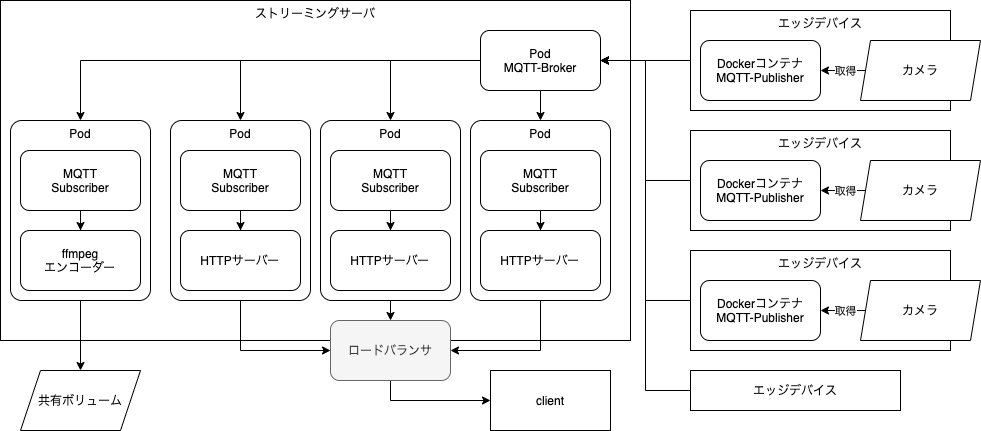 ストリーミングサーバ
Pod
MQTT-Broker
Pod
MQTT
Subscriber
ffmpeg
エンコーダー
Pod
MQTT
Subscriber
HTTPサーバー
Pod
MQTT
Subscriber
HTTPサーバー
Pod
MQTT
Subscriber
HTTPサーバー
ロードバランサ
共有ボリューム
client
エッジデバイス
Dockerコンテナ
MQTT-Publisher
取得
カメラ
エッジデバイス
Dockerコンテナ
MQTT-Publisher
取得
カメラ
エッジデバイス
Dockerコンテナ
MQTT-Publisher
取得
カメラ
エッジデバイス